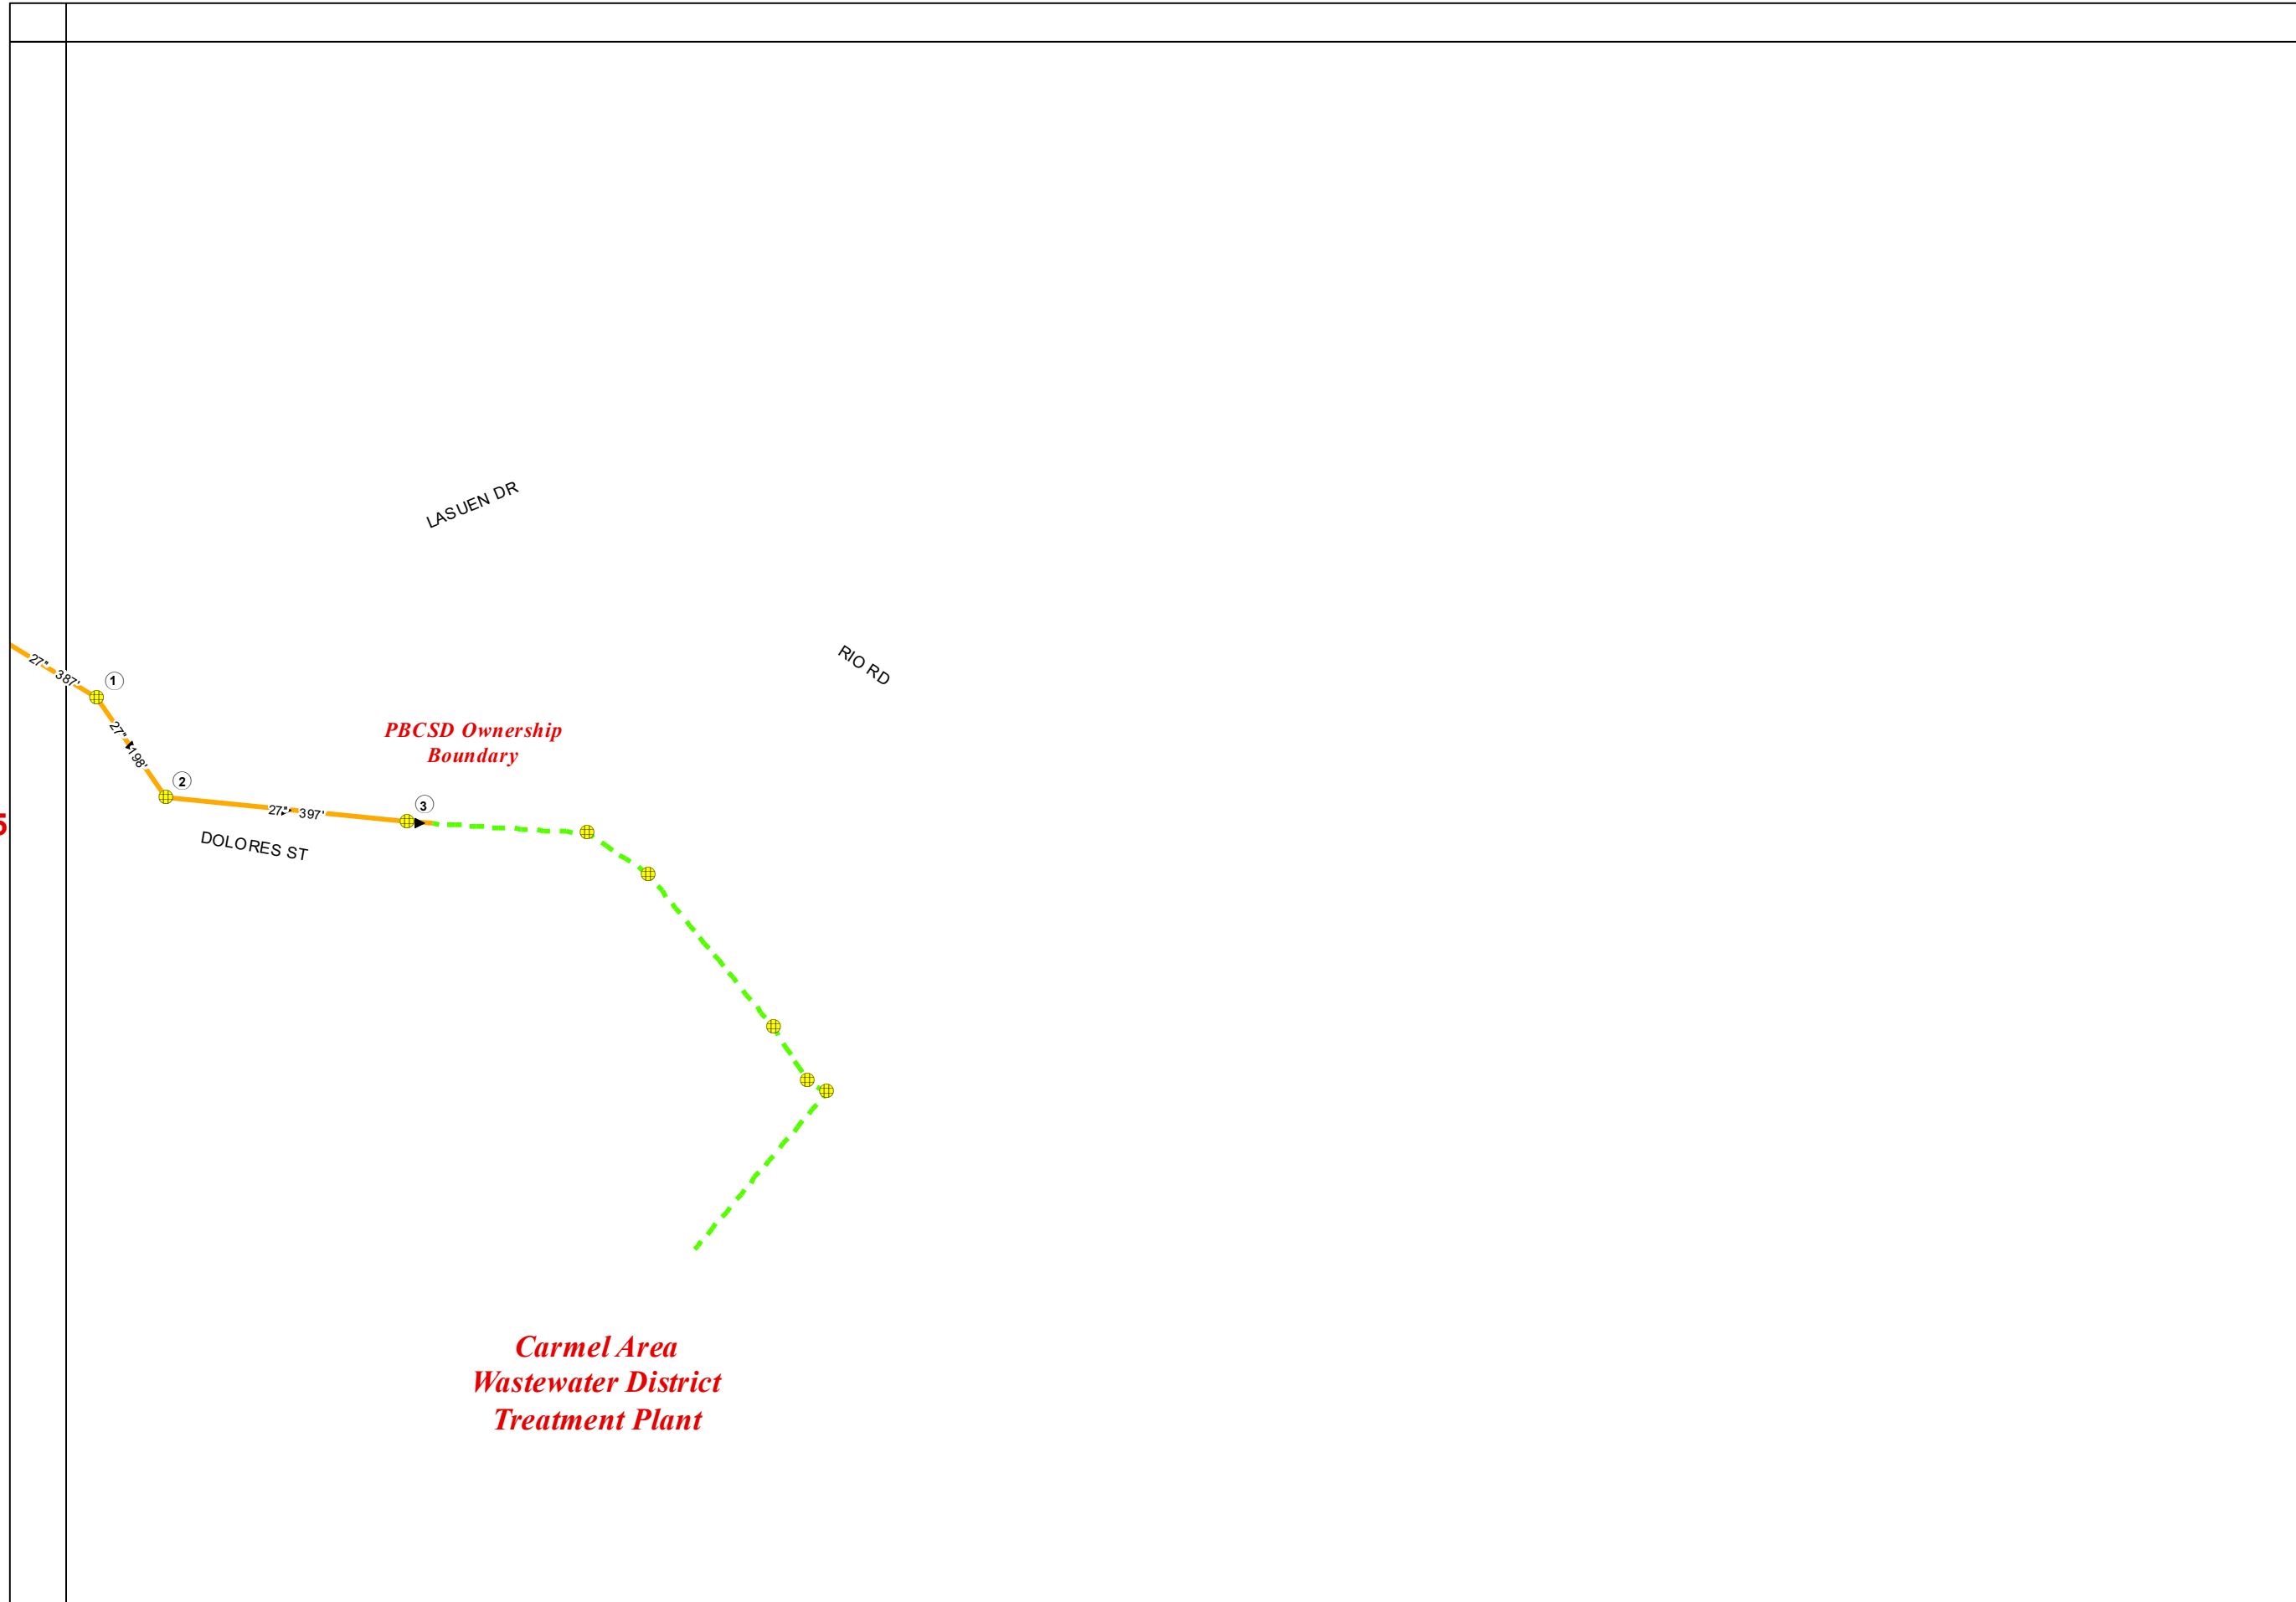 LASUEN DR
RIO RD
27" 387'
1
27" 198'
PBCSD Ownership
Boundary
2
27" 397'
3
5
DOLORES ST
Carmel Area
Wastewater District
Treatment Plant